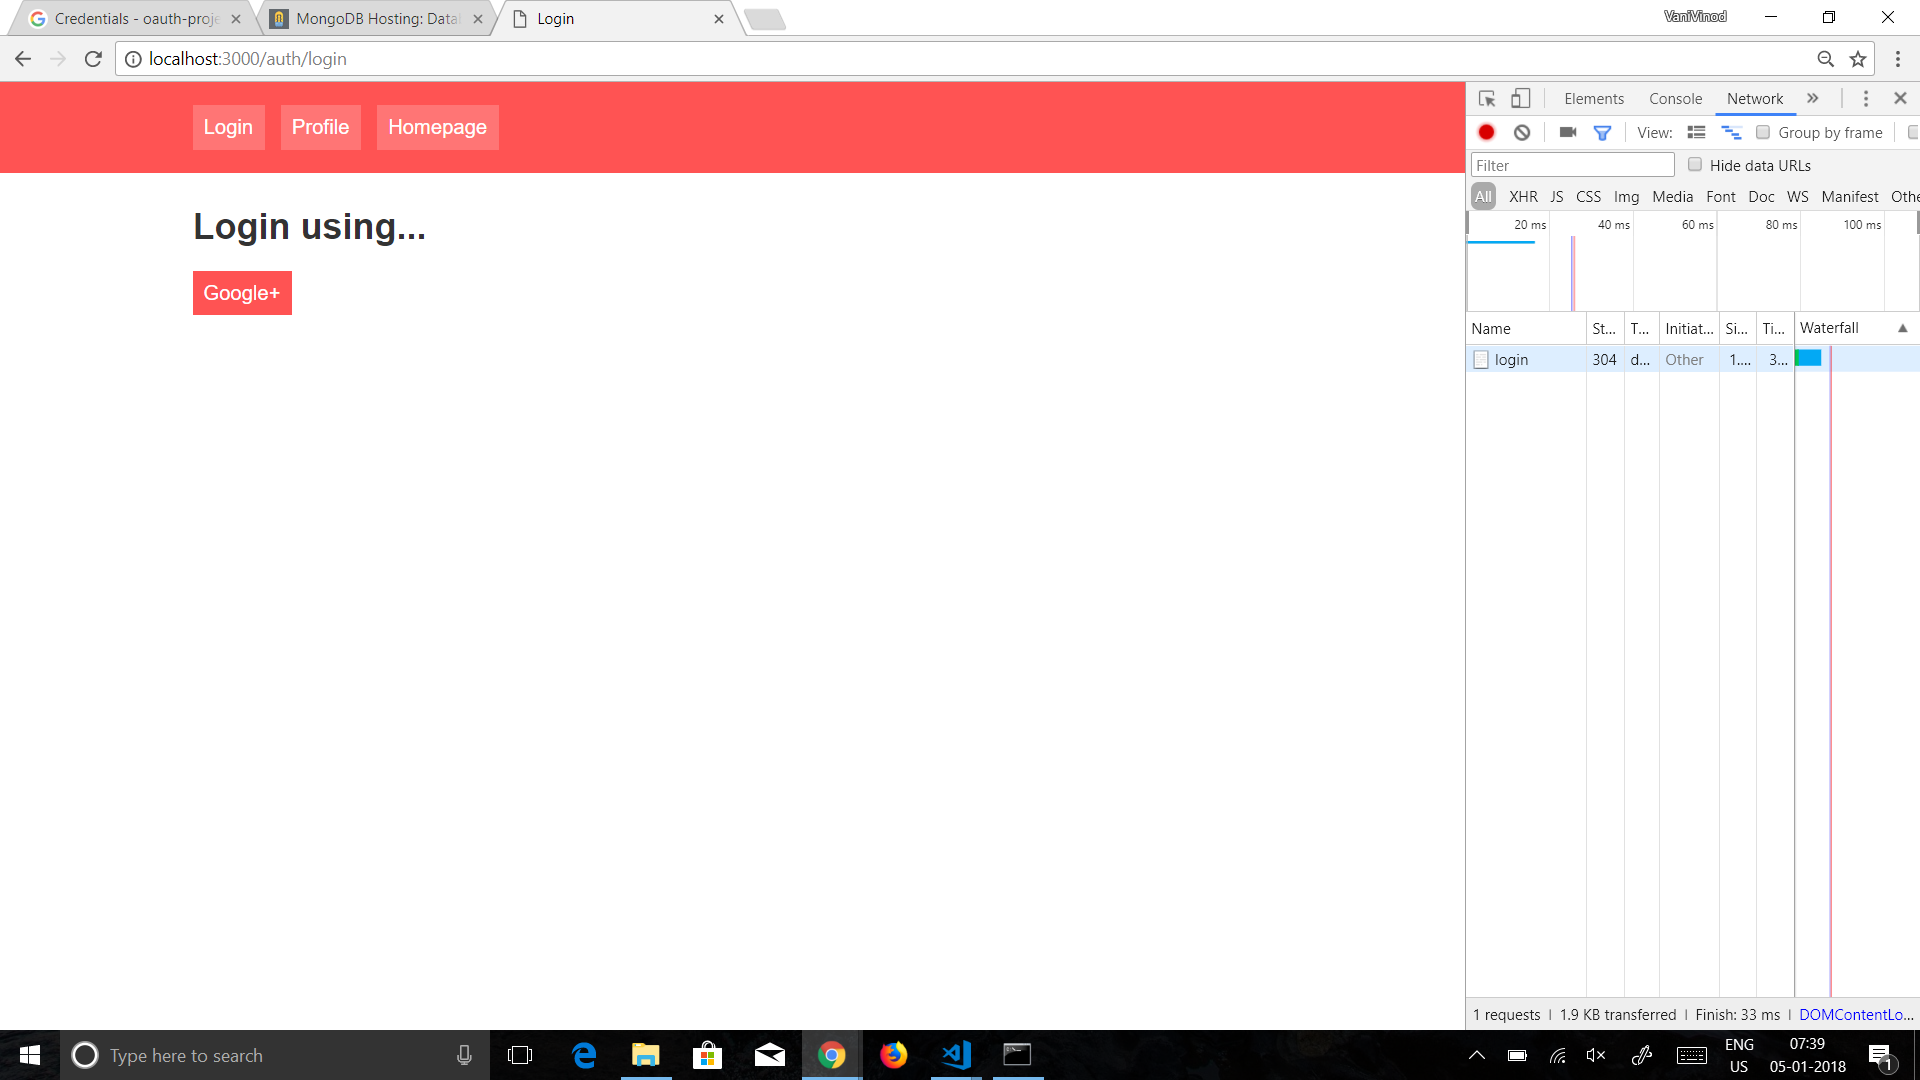 Credentials - oauth-proje
MongoDB Hosting: Datab
Login
VaniVinod
localhost:3000/auth/login
Login Profile Homepage
Login using...
Google+
Elements Console Network
View: Group by frame
Filter Hide data URLs
All XHR JS CSS Img Media Font Doc WS Manifest Othe
20 ms 40 ms 60 ms 80 ms 100 ms
Name St... T... Initiat... Si... Ti... Waterfall
login 304 d... Other 1.... 3...
1 requests | 1.9 KB transferred | Finish: 33 ms | DOMContentLo...
Type here to search
ENG
US
07:39
05-01-2018
1